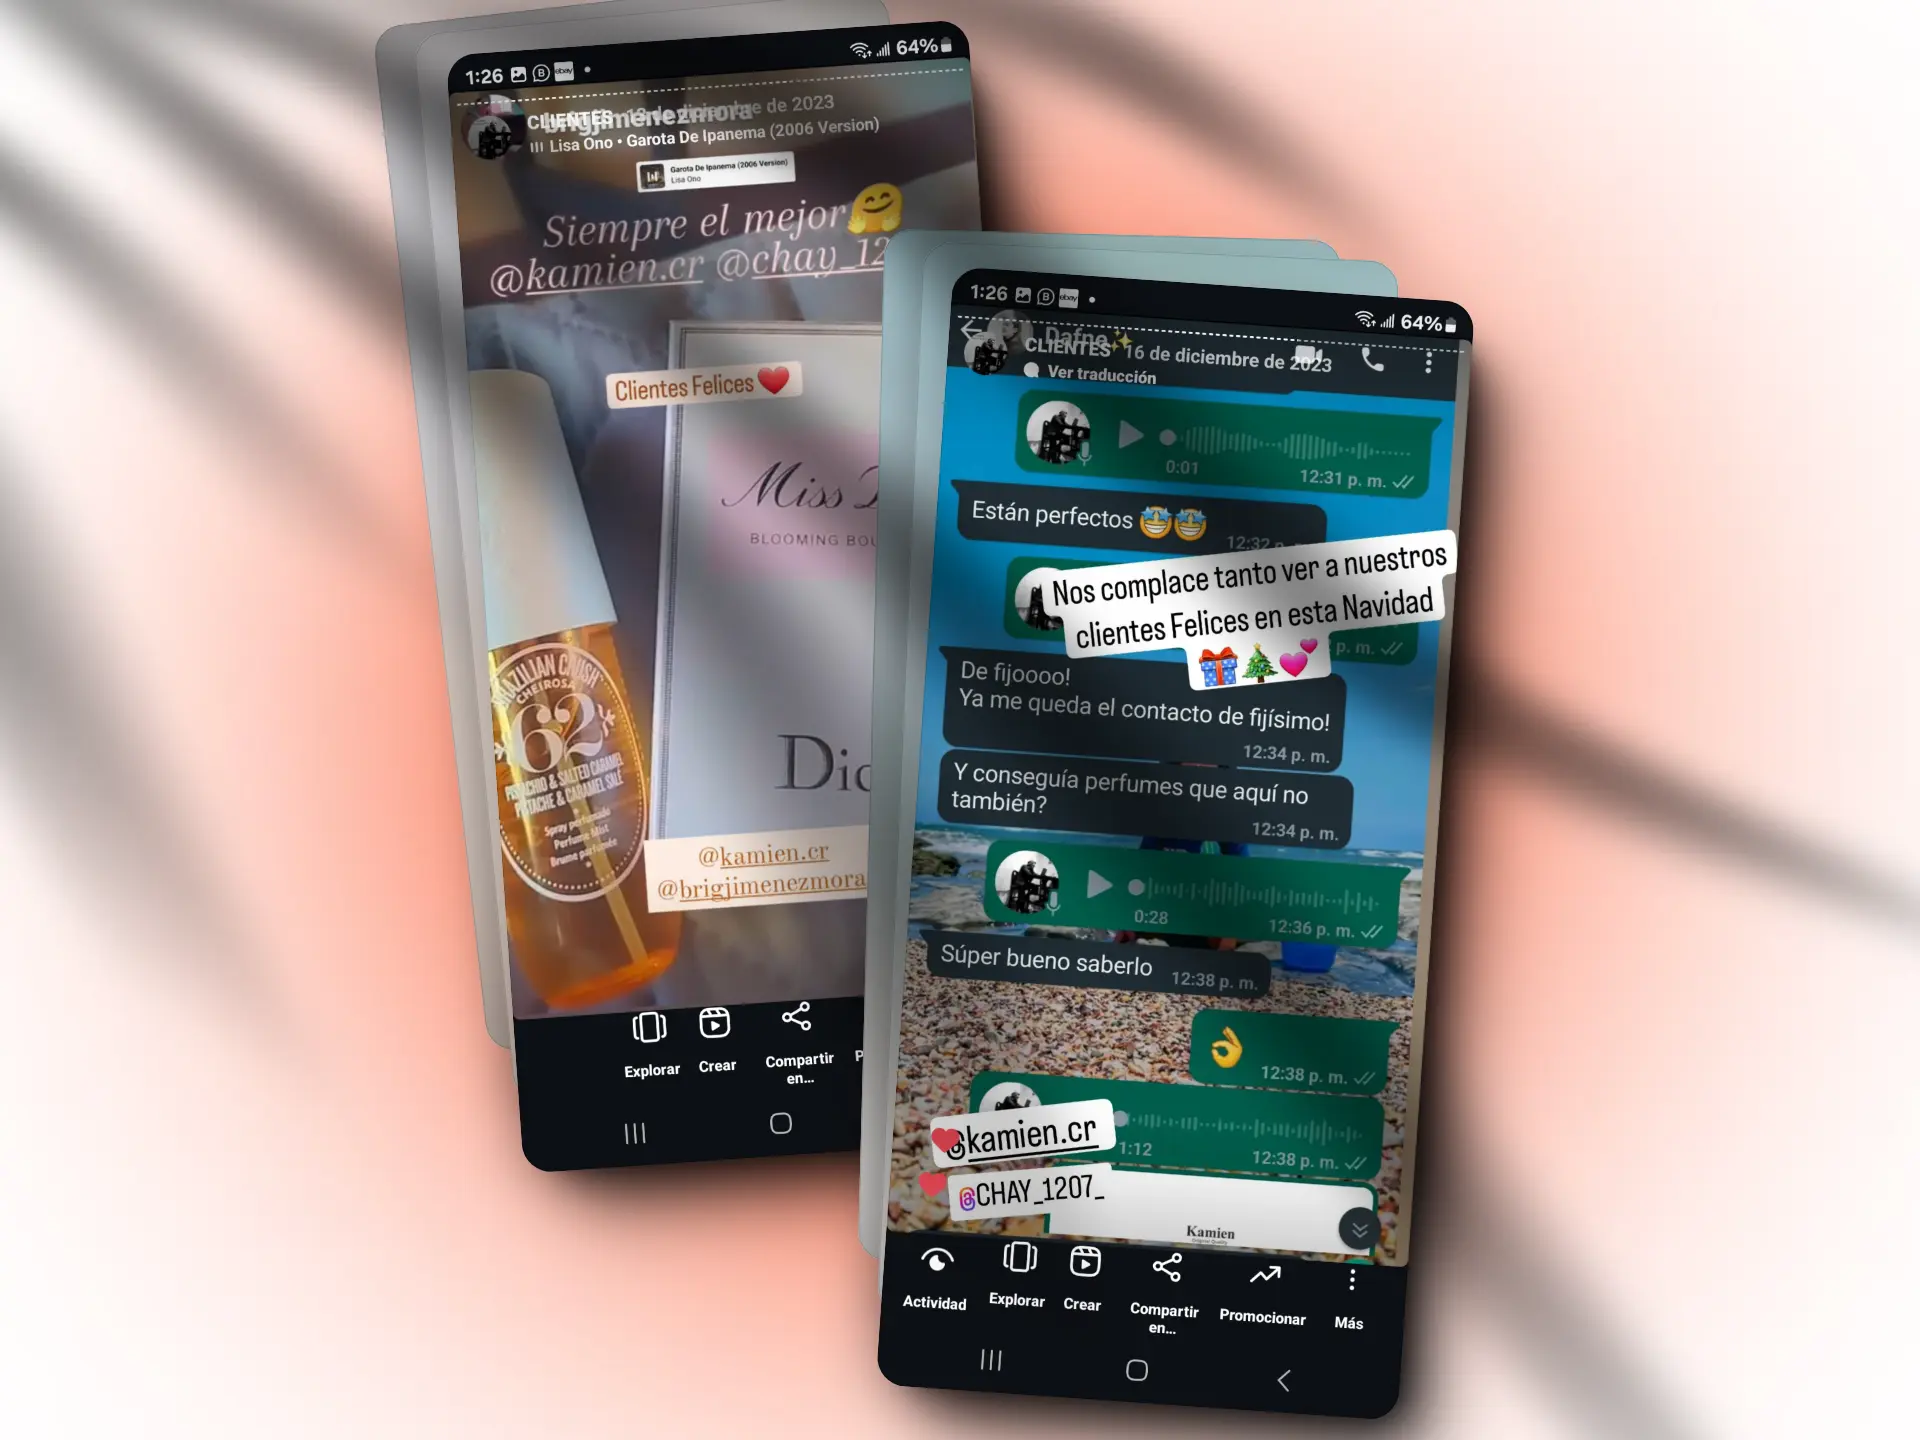 1:26
64%
CLIENTES 13 de diciembre de 2023
brigjimenezmora
Lisa Ono • Garota De Ipanema (2006 Version)
Garota De Ipanema (2006 Version)
Lisa Ono
Siempre el mejor🤗
@kamien.cr @chay_12
Clientes Felices❤️
Miss D
BLOOMING BOU
Dio
BRAZILIAN CRUSH
CHEIROSA
62
PISTACHIO & SALTED CARAMEL
PISTACHE & CARAMEL SALÉ
Spray perfumado
Perfume Mist
Brume parfumée
@kamien.cr
@brigjimenezmora
Explorar
Crear
Compartir
en...
P
1:26
64%
Dafne✨
CLIENTES 16 de diciembre de 2023
Ver traducción
0:01
12:31 p. m.
Están perfectos 🤩🤩
12:32 p. m.
Nos complace tanto ver a nuestros
clientes Felices en esta Navidad
🎁🎄💕
p. m.
De fijoooo!
Ya me queda el contacto de fijísimo!
12:34 p. m.
Y conseguía perfumes que aquí no
también?
12:34 p. m.
0:28
12:36 p. m.
Súper bueno saberlo
12:38 p. m.
👌
12:38 p. m.
@kamien.cr
1:12
12:38 p. m.
@CHAY_1207_
Kamien
Original Quality
Actividad
Explorar
Crear
Compartir
en...
Promocionar
Más